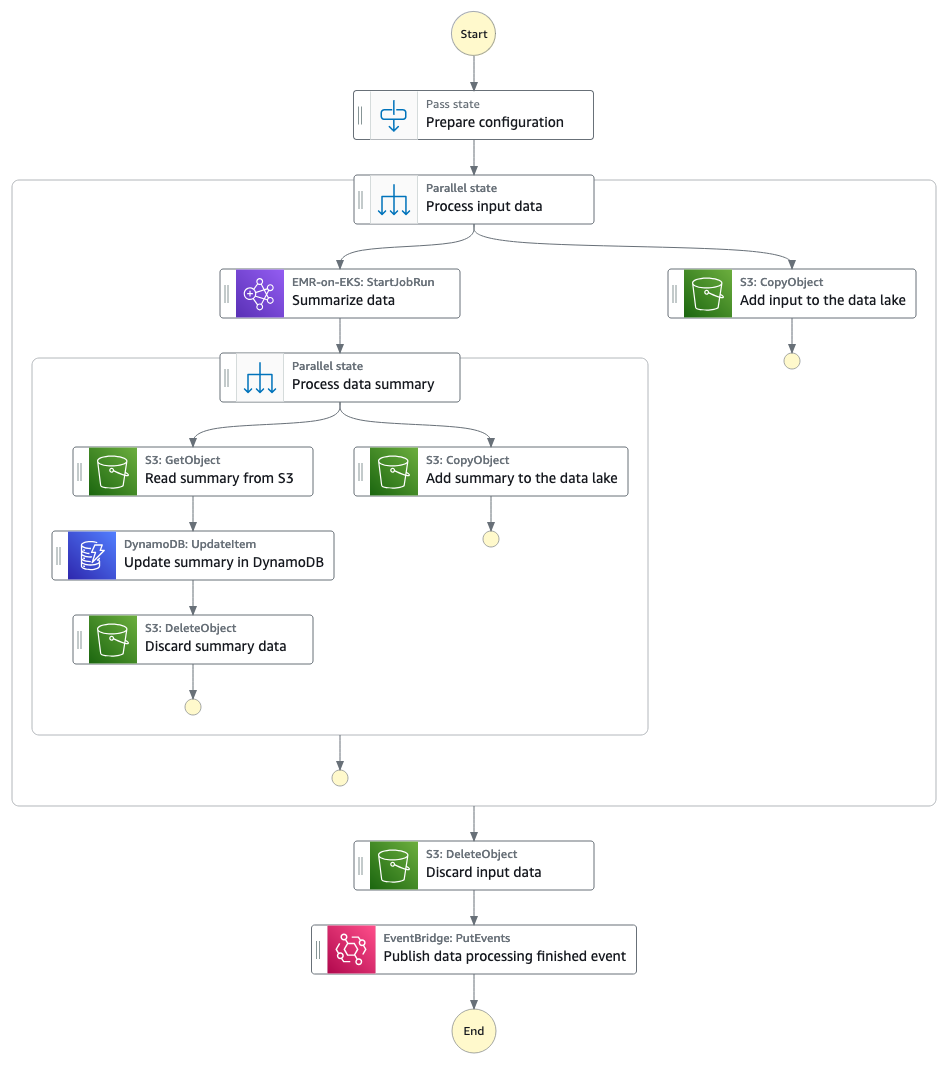 Start
Pass state
Prepare configuration
Parallel state
Process input data
EMR-on-EKS: StartJobRun
Summarize data
S3: CopyObject
Add input to the data lake
Parallel state
Process data summary
S3: GetObject
Read summary from S3
S3: CopyObject
Add summary to the data lake
DynamoDB: UpdateItem
Update summary in DynamoDB
S3: DeleteObject
Discard summary data
S3: DeleteObject
Discard input data
EventBridge: PutEvents
Publish data processing finished event
End